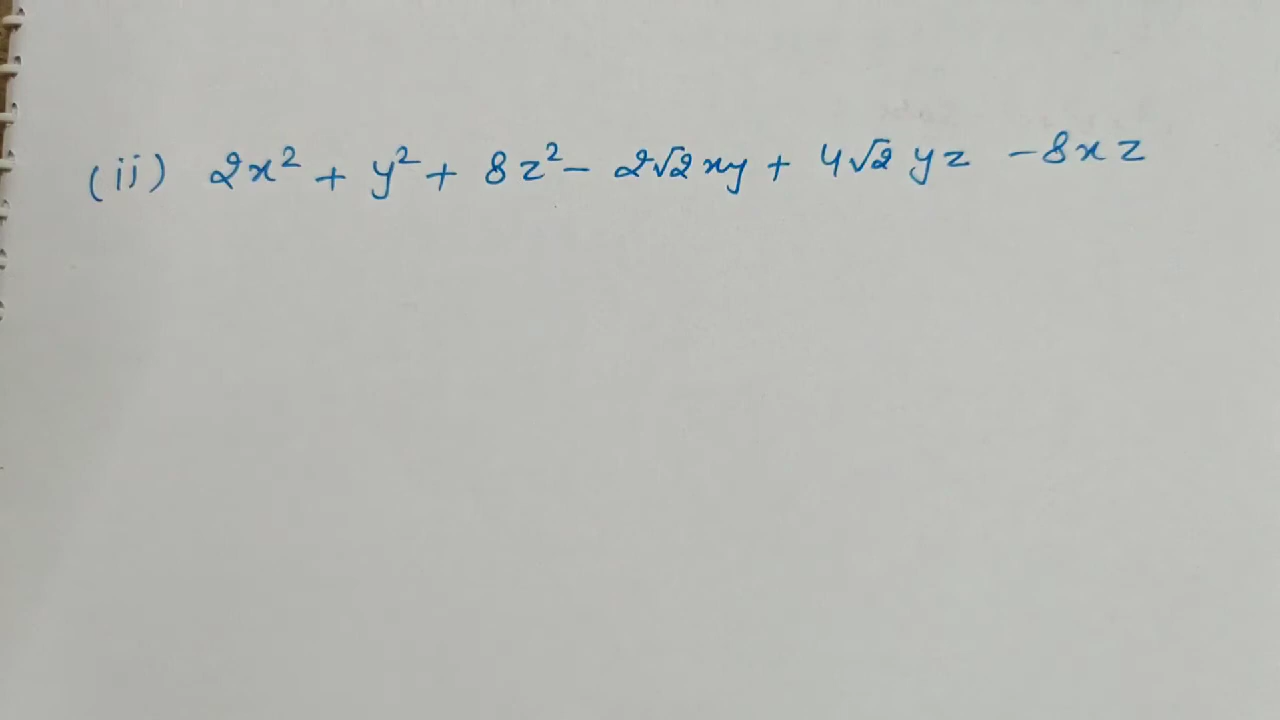 (ii) 2x² + y² + 8z² - 2√2 xy + 4√2 yz - 8xz